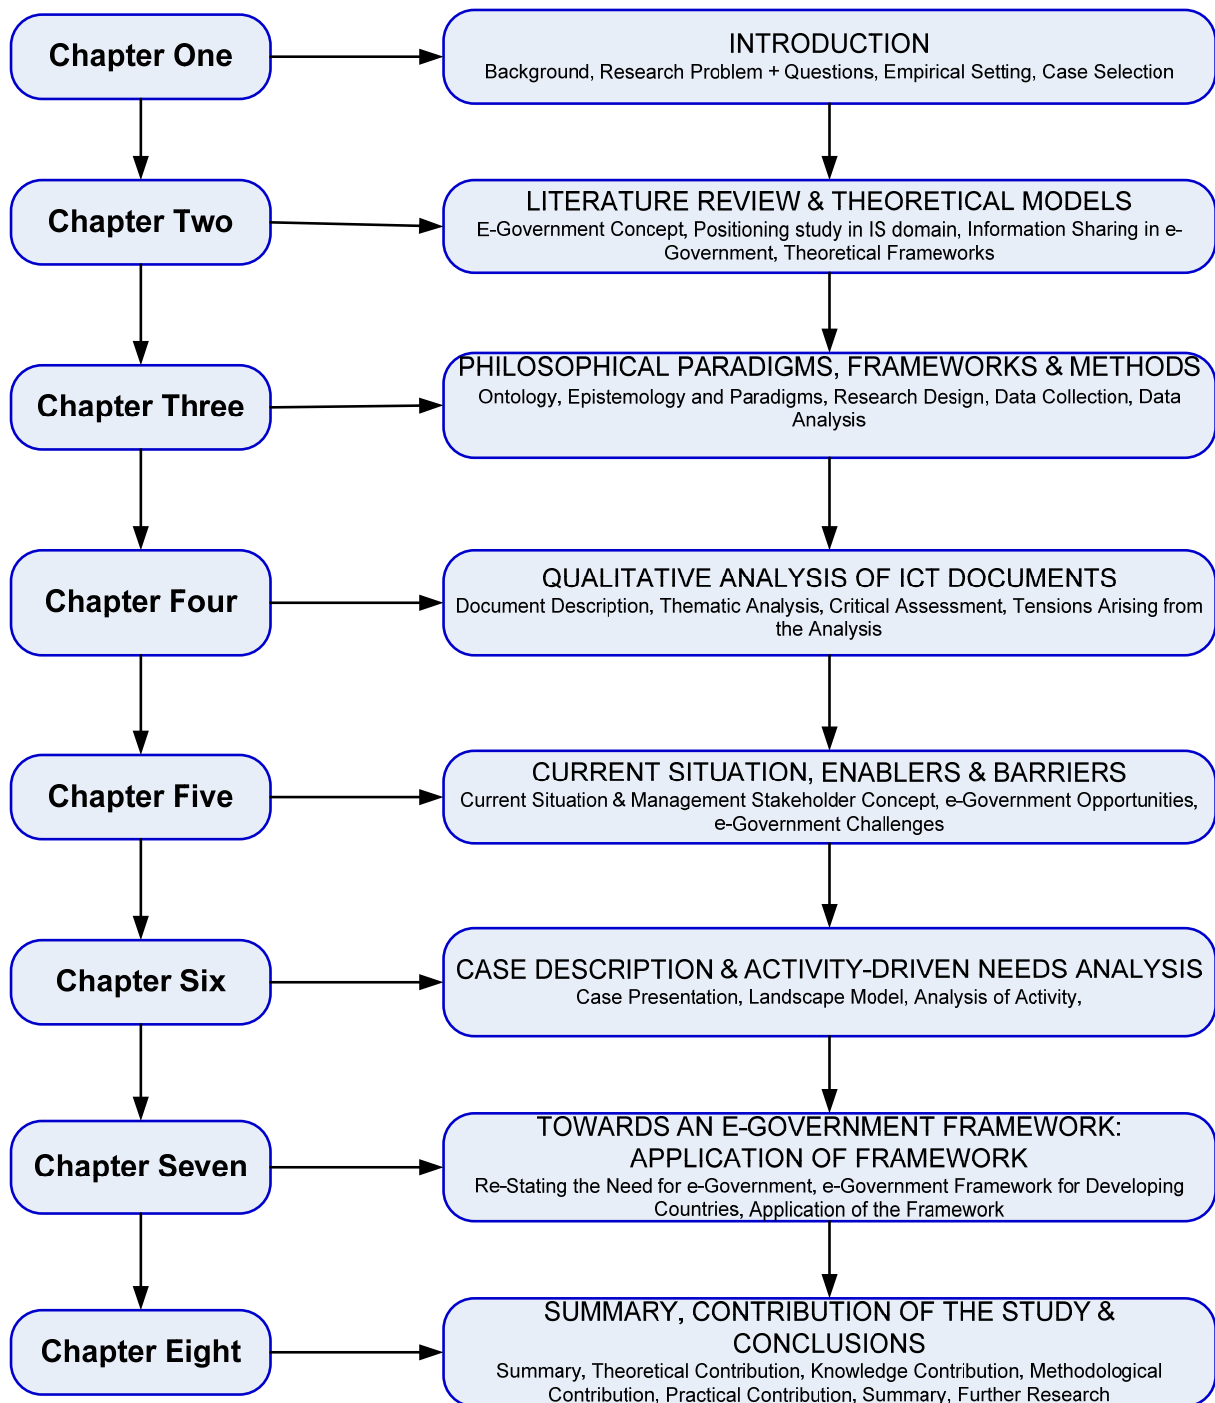 Chapter One
INTRODUCTION
Background, Research Problem + Questions, Empirical Setting, Case Selection
Chapter Two
LITERATURE REVIEW & THEORETICAL MODELS
E-Government Concept, Positioning study in IS domain, Information Sharing in e-
Government, Theoretical Frameworks
Chapter Three
PHILOSOPHICAL PARADIGMS, FRAMEWORKS & METHODS
Ontology, Epistemology and Paradigms, Research Design, Data Collection, Data
Analysis
Chapter Four
QUALITATIVE ANALYSIS OF ICT DOCUMENTS
Document Description, Thematic Analysis, Critical Assessment, Tensions Arising from
the Analysis
Chapter Five
CURRENT SITUATION, ENABLERS & BARRIERS
Current Situation & Management Stakeholder Concept, e-Government Opportunities,
e-Government Challenges
Chapter Six
CASE DESCRIPTION & ACTIVITY-DRIVEN NEEDS ANALYSIS
Case Presentation, Landscape Model, Analysis of Activity,
Chapter Seven
TOWARDS AN E-GOVERNMENT FRAMEWORK:
APPLICATION OF FRAMEWORK
Re-Stating the Need for e-Government, e-Government Framework for Developing
Countries, Application of the Framework
Chapter Eight
SUMMARY, CONTRIBUTION OF THE STUDY &
CONCLUSIONS
Summary, Theoretical Contribution, Knowledge Contribution, Methodological
Contribution, Practical Contribution, Summary, Further Research